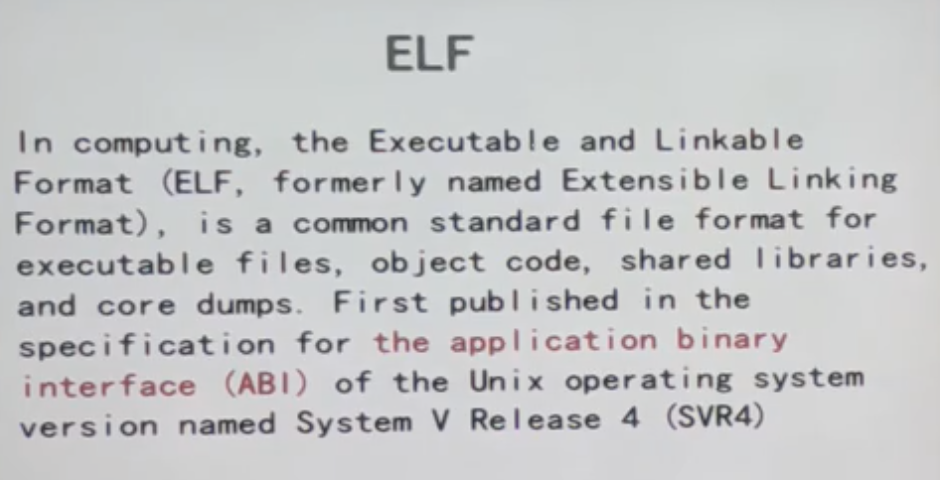 ELF
In computing, the Executable and Linkable
Format (ELF, formerly named Extensible Linking
Format), is a common standard file format for
executable files, object code, shared libraries,
and core dumps. First published in the
specification for the application binary
interface (ABI) of the Unix operating system
version named System V Release 4 (SVR4)